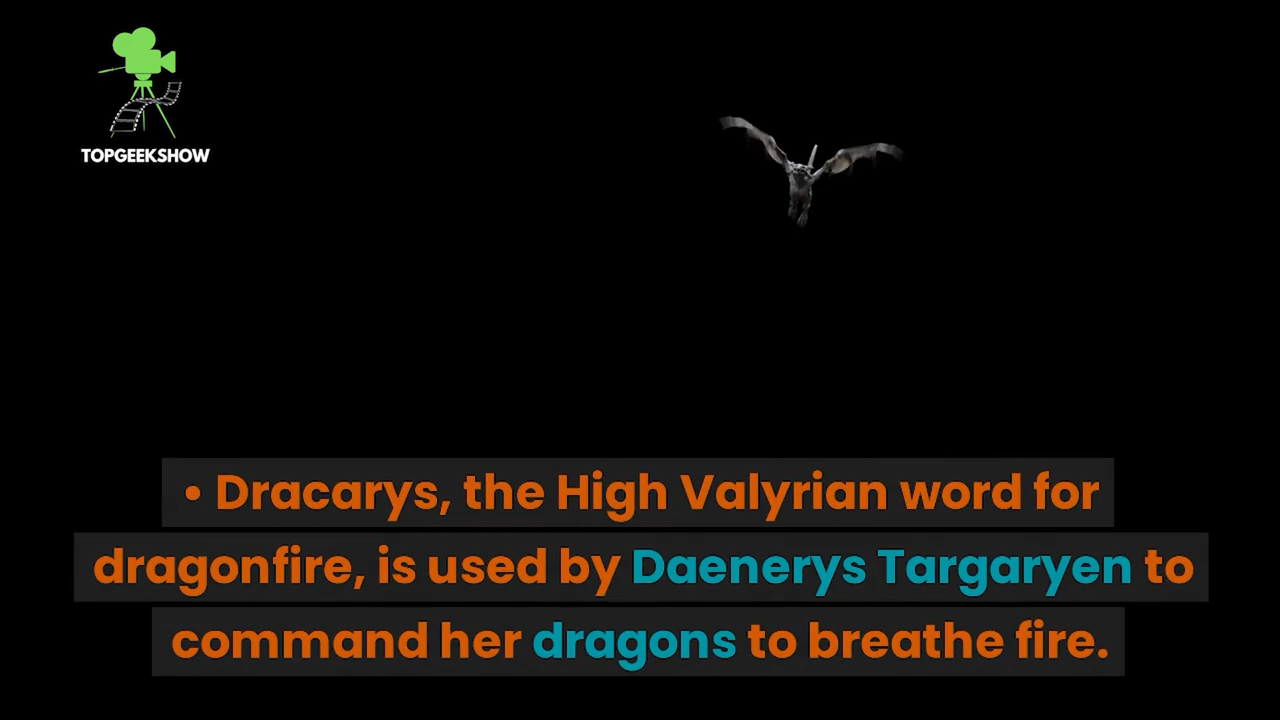 TOPGEEKSHOW
• Dracarys, the High Valyrian word for
dragonfire, is used by Daenerys Targaryen to
command her dragons to breathe fire.